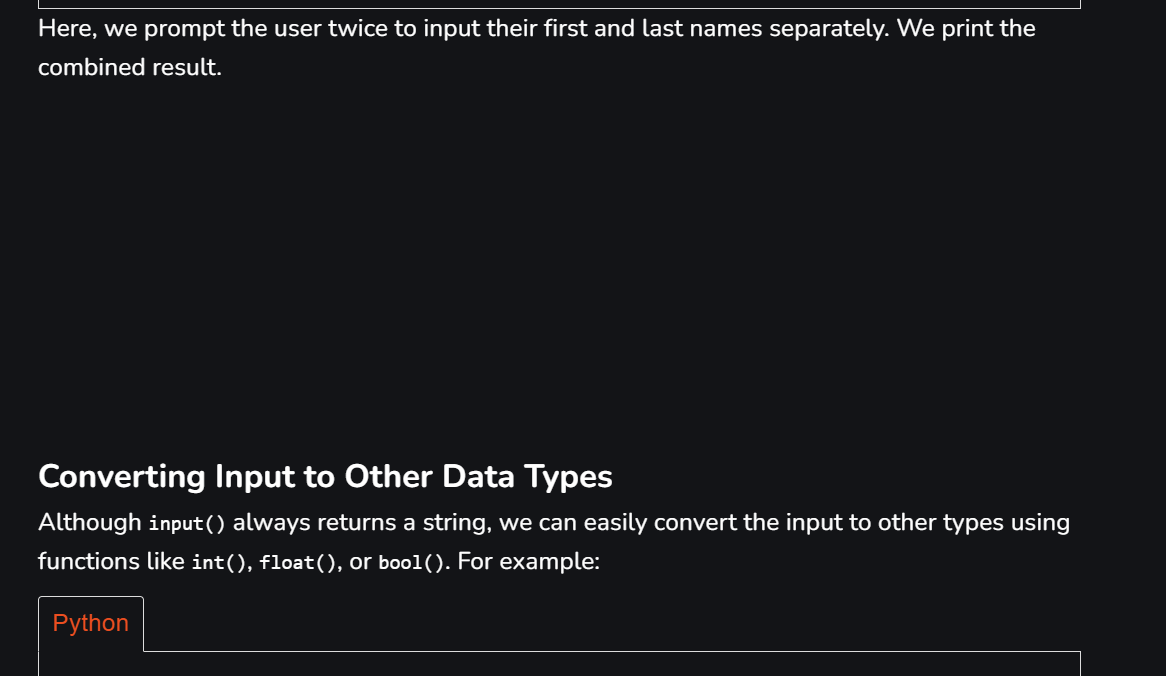 Here, we prompt the user twice to input their first and last names separately. We print the
combined result.
Converting Input to Other Data Types
Although input() always returns a string, we can easily convert the input to other types using
functions like int(), float(), or bool(). For example:
Python